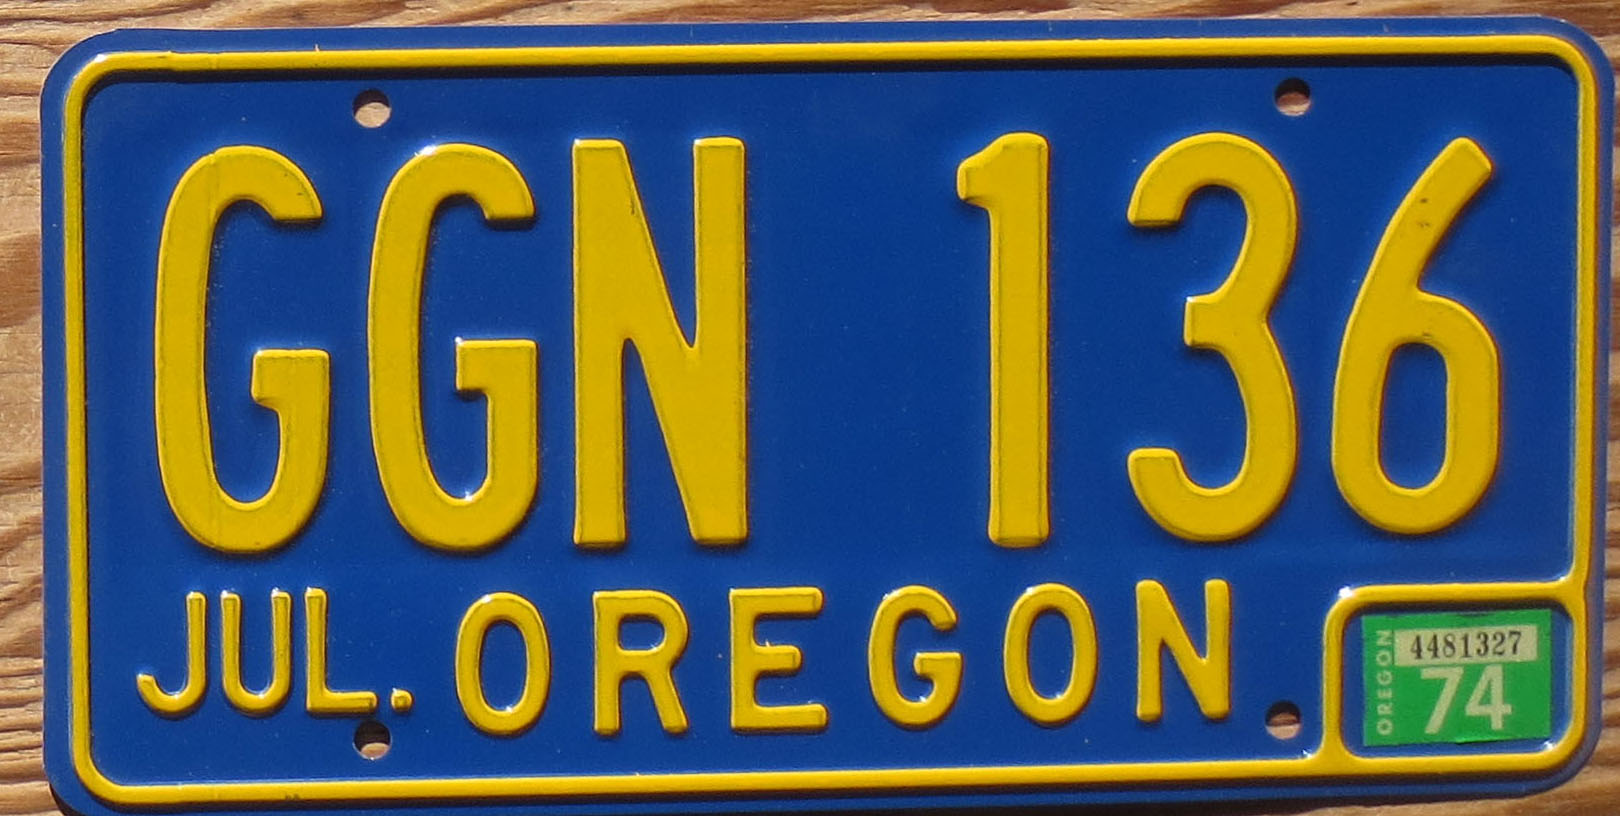 GGN 136
JUL. OREGON
OREGON
4481327
74